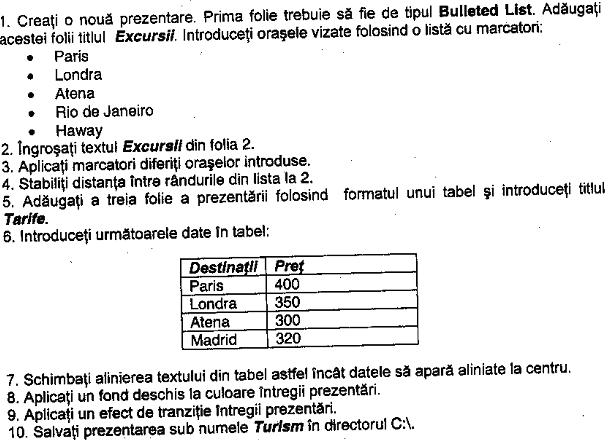 1. Creați o nouă prezentare. Prima folie trebuie să fie de tipul Bulleted List. Adăugați
acestei folii titlul Excursii. Introduceți orașele vizate folosind o listă cu marcatori:
• Paris
• Londra
• Atena
• Rio de Janeiro
• Haway
2. Îngroșați textul Excursii din folia 2.
3. Aplicați marcatori diferiți orașelor introduse.
4. Stabiliți distanța între rândurile din lista la 2.
5. Adăugați a treia folie a prezentării folosind formatul unui tabel și introduceți titlul
Tarife.
6. Introduceți următoarele date în tabel:
Destinații Preț
Paris 400
Londra 350
Atena 300
Madrid 320
7. Schimbați alinierea textului din tabel astfel încât datele să apară aliniate la centru.
8. Aplicați un fond deschis la culoare întregii prezentări.
9. Aplicați un efect de tranziție întregii prezentări.
10. Salvați prezentarea sub numele Turism în directorul C:\.